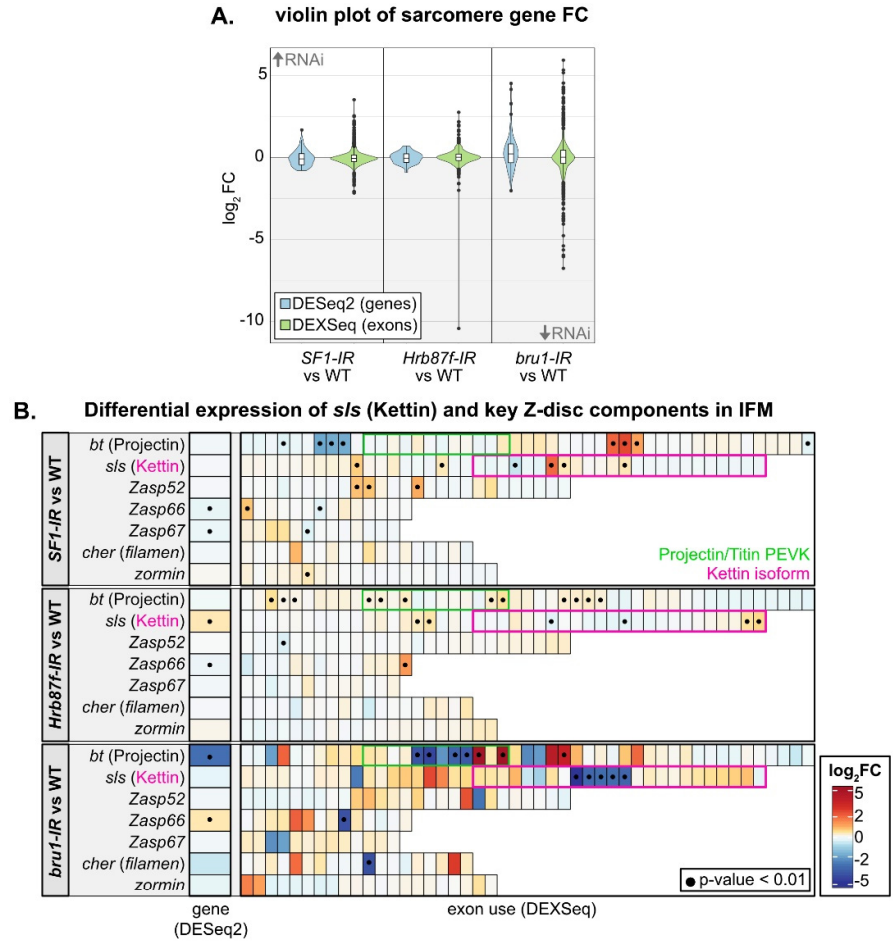 A. violin plot of sarcomere gene FC
↑RNAi
5
0
-5
-10
log2 FC
DESeq2 (genes)
DEXSeq (exons)
↓RNAi
SF1-IR vs WT
Hrb87f-IR vs WT
bru1-IR vs WT
B. Differential expression of sls (Kettin) and key Z-disc components in IFM
SF1-IR vs WT
bt (Projectin)
sls (Kettin)
Zasp52
Zasp66
Zasp67
cher (filamen)
zormin
Projectin/Titin PEVK
Kettin isoform
Hrb87f-IR vs WT
bt (Projectin)
sls (Kettin)
Zasp52
Zasp66
Zasp67
cher (filamen)
zormin
bru1-IR vs WT
bt (Projectin)
sls (Kettin)
Zasp52
Zasp66
Zasp67
cher (filamen)
zormin
p-value < 0.01
log2FC
5
2
0
-2
-5
gene
(DESeq2)
exon use (DEXSeq)